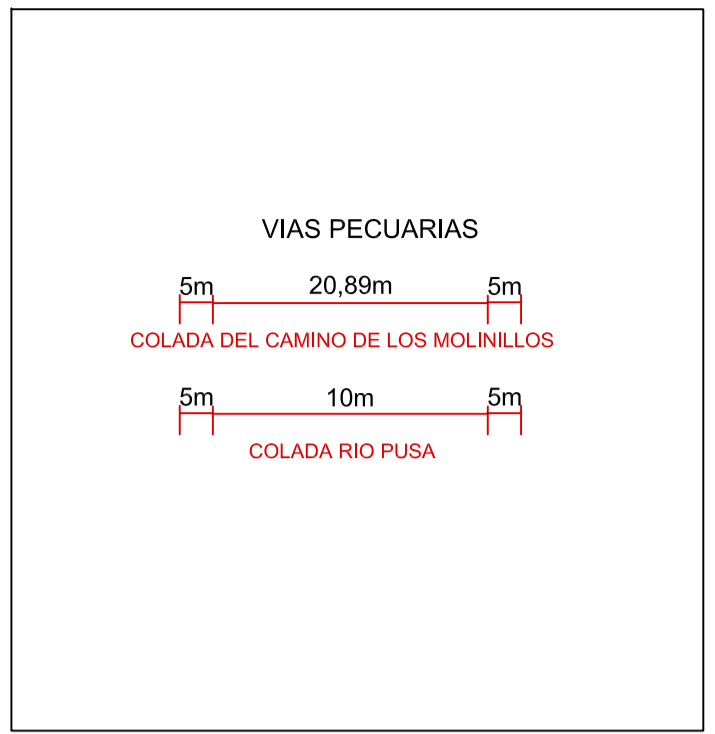 VIAS PECUARIAS
5m 20,89m 5m
COLADA DEL CAMINO DE LOS MOLINILLOS
5m 10m 5m
COLADA RIO PUSA